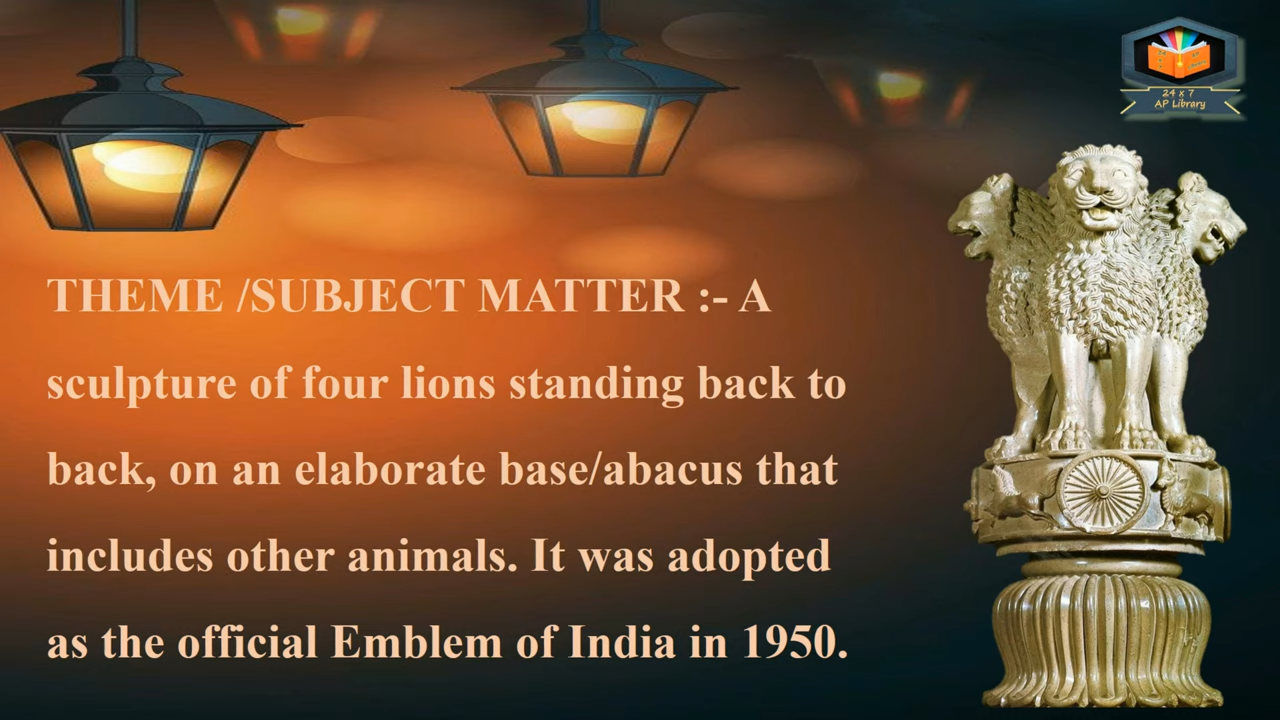 24 x 7
AP Library
THEME /SUBJECT MATTER :- A
sculpture of four lions standing back to
back, on an elaborate base/abacus that
includes other animals. It was adopted
as the official Emblem of India in 1950.